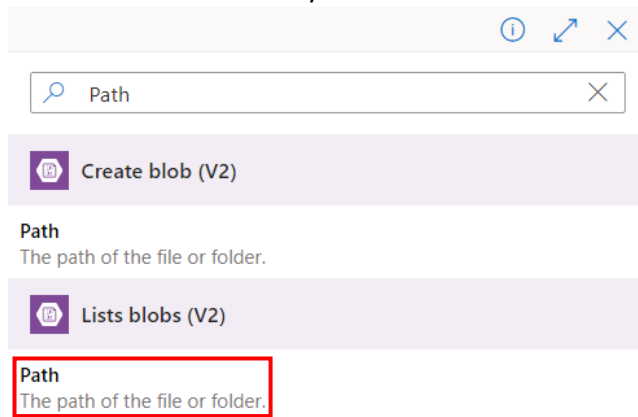 Path
Create blob (V2)
Path
The path of the file or folder.
Lists blobs (V2)
Path
The path of the file or folder.